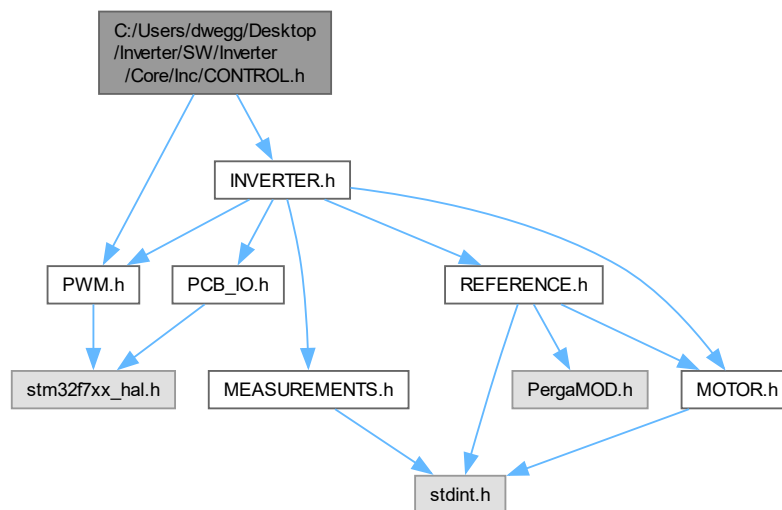 C:/Users/dwegg/Desktop
/Inverter/SW/Inverter
/Core/Inc/CONTROL.h
INVERTER.h
PWM.h
PCB_IO.h
REFERENCE.h
stm32f7xx_hal.h
MEASUREMENTS.h
PergaMOD.h
MOTOR.h
stdint.h